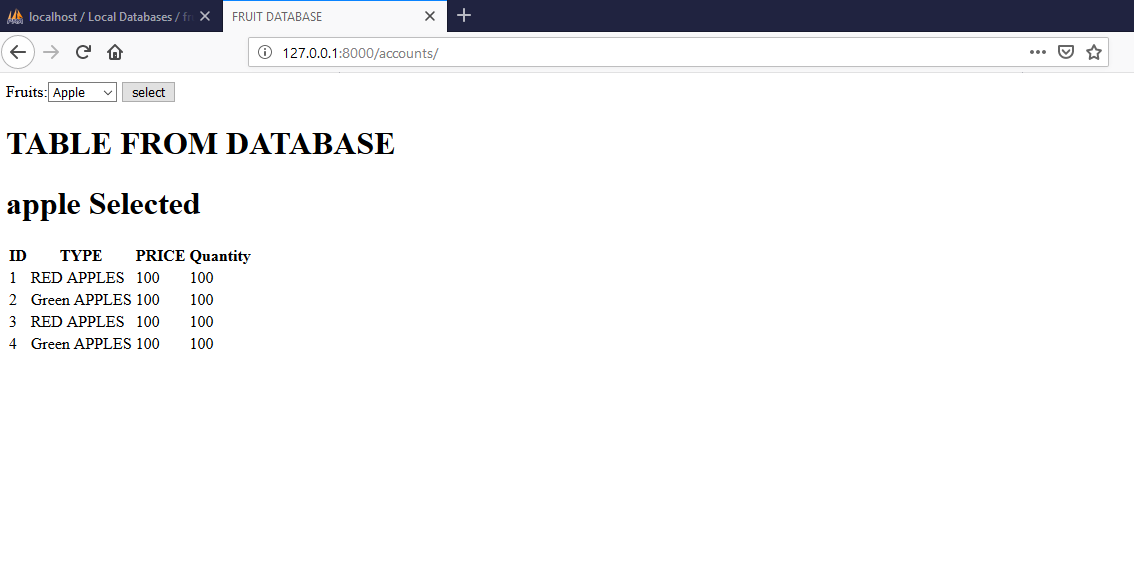 localhost / Local Databases / fr
FRUIT DATABASE
127.0.0.1:8000/accounts/
Fruits: Apple select
TABLE FROM DATABASE
apple Selected
ID TYPE PRICE Quantity
1 RED APPLES 100 100
2 Green APPLES 100 100
3 RED APPLES 100 100
4 Green APPLES 100 100